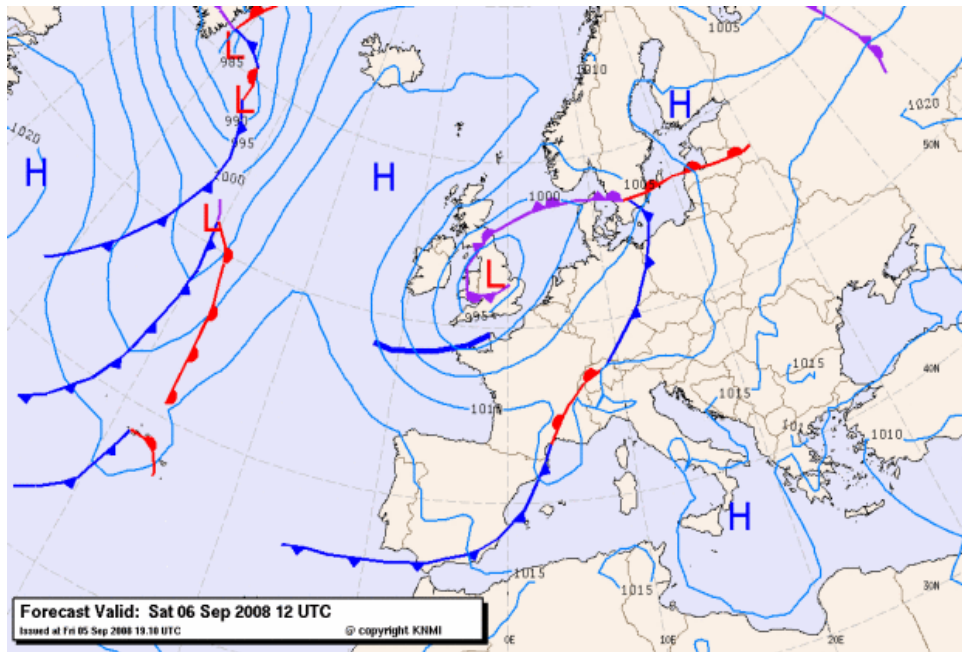 1005
L
985
1010
H
L
990
995
1020
H
1000
H
L
1020
50N
1000
1005
L
995
40N
1015
1015
1015
1010
1010
H
30N
1015
1015
20E
0E
10E
Forecast Valid: Sat 06 Sep 2008 12 UTC
Issued at Fri 05 Sep 2008 19.10 UTC @ copyright KNMI